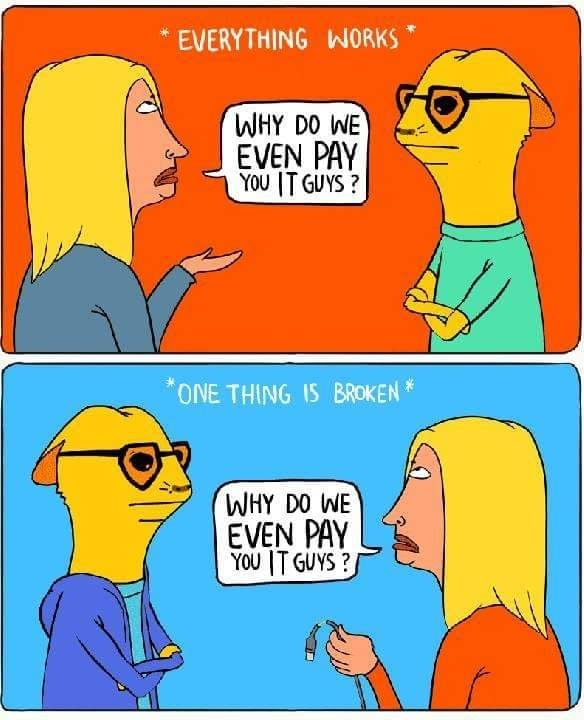 * EVERYTHING WORKS *
WHY DO WE
EVEN PAY
YOU IT GUYS?
* ONE THING IS BROKEN *
WHY DO WE
EVEN PAY
YOU IT GUYS?